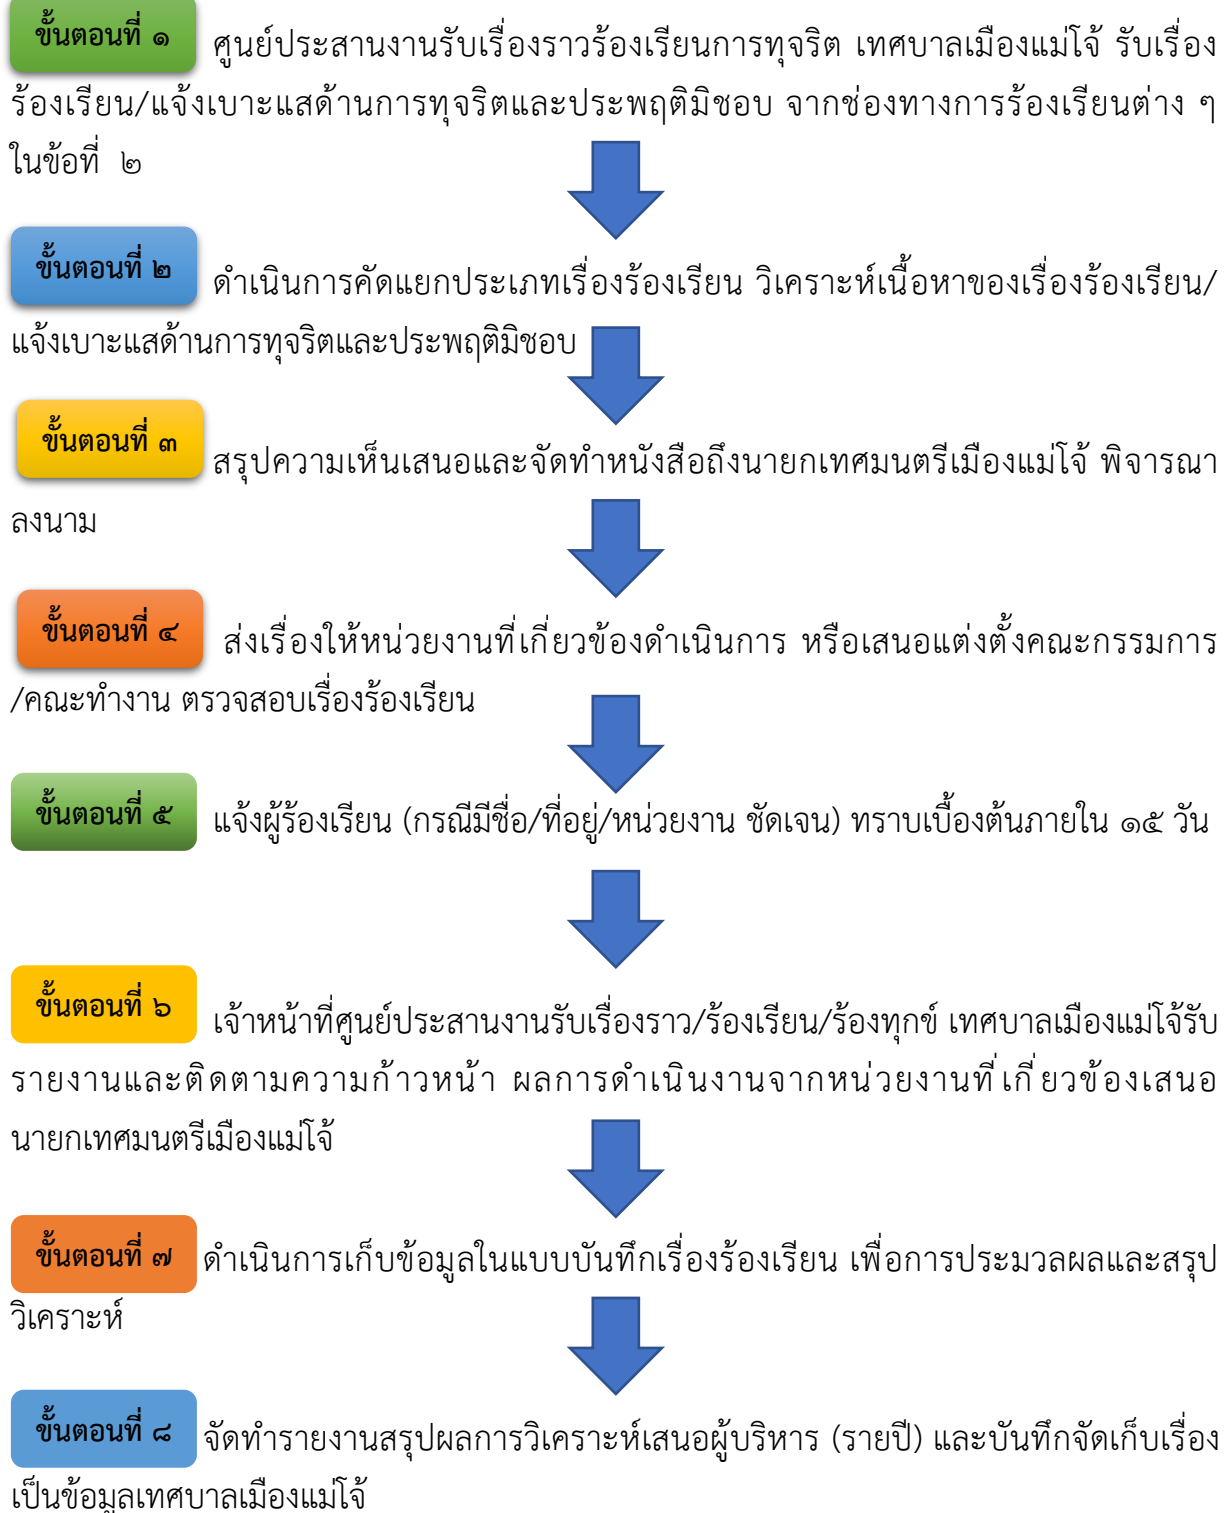 ขั้นตอนที่ ๑
ศูนย์ประสานงานรับเรื่องราวร้องเรียนการทุจริต เทศบาลเมืองแม่โจ้ รับเรื่อง
ร้องเรียน/แจ้งเบาะแสด้านการทุจริตและประพฤติมิชอบ จากช่องทางการร้องเรียนต่าง ๆ
ในข้อที่ ๒
ขั้นตอนที่ ๒
ดำเนินการคัดแยกประเภทเรื่องร้องเรียน วิเคราะห์เนื้อหาของเรื่องร้องเรียน/
แจ้งเบาะแสด้านการทุจริตและประพฤติมิชอบ
ขั้นตอนที่ ๓
สรุปความเห็นเสนอและจัดทำหนังสือถึงนายกเทศมนตรีเมืองแม่โจ้ พิจารณา
ลงนาม
ขั้นตอนที่ ๔
ส่งเรื่องให้หน่วยงานที่เกี่ยวข้องดำเนินการ หรือเสนอแต่งตั้งคณะกรรมการ
/คณะทำงาน ตรวจสอบเรื่องร้องเรียน
ขั้นตอนที่ ๕
แจ้งผู้ร้องเรียน (กรณีมีชื่อ/ที่อยู่/หน่วยงาน ชัดเจน) ทราบเบื้องต้นภายใน ๑๕ วัน
ขั้นตอนที่ ๖
เจ้าหน้าที่ศูนย์ประสานงานรับเรื่องราว/ร้องเรียน/ร้องทุกข์ เทศบาลเมืองแม่โจ้รับ
รายงานและติดตามความก้าวหน้า ผลการดำเนินงานจากหน่วยงานที่เกี่ยวข้องเสนอ
นายกเทศมนตรีเมืองแม่โจ้
ขั้นตอนที่ ๗
ดำเนินการเก็บข้อมูลในแบบบันทึกเรื่องร้องเรียน เพื่อการประมวลผลและสรุป
วิเคราะห์
ขั้นตอนที่ ๘
จัดทำรายงานสรุปผลการวิเคราะห์เสนอผู้บริหาร (รายปี) และบันทึกจัดเก็บเรื่อง
เป็นข้อมูลเทศบาลเมืองแม่โจ้